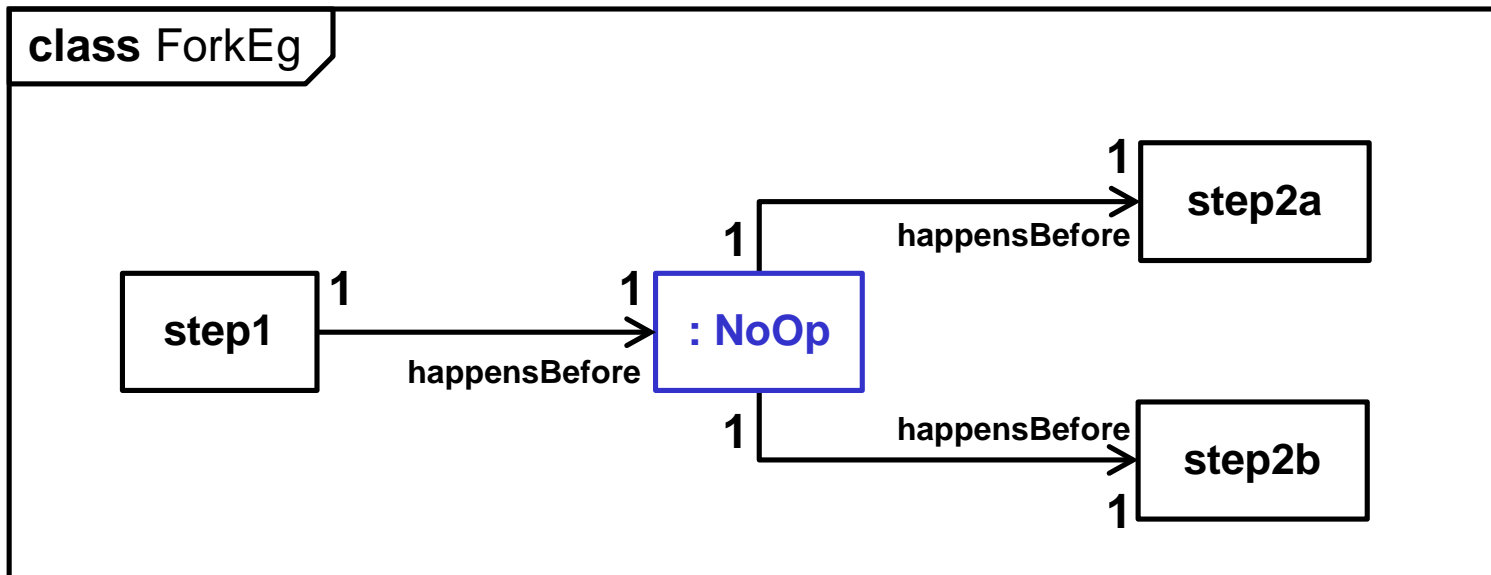 class ForkEg
1
step2a
happensBefore
1
1
1
step1
: NoOp
happensBefore
1
happensBefore
step2b
1